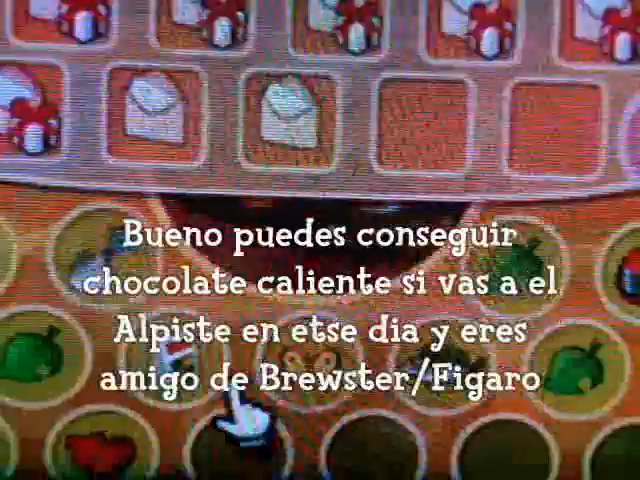 Bueno puedes conseguir
chocolate caliente si vas a el
Alpiste en etse dia y eres
amigo de Brewster/Figaro